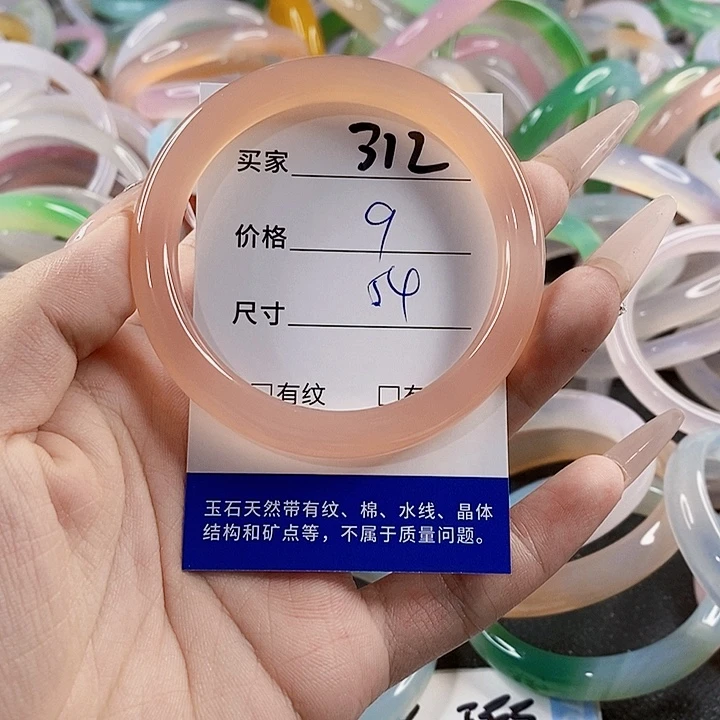 买家 312
价格 9
尺寸 54
□有纹 □
玉石天然带有纹、棉、水线、晶体
结构和矿点等，不属于质量问题。